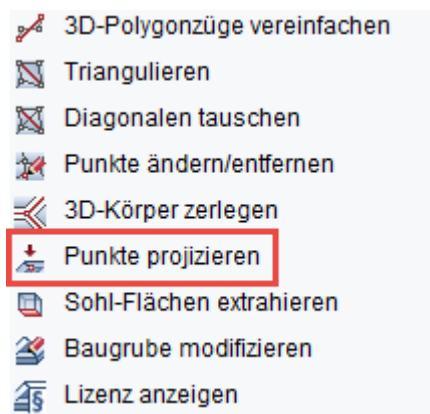 3D-Polygonzüge vereinfachen
Triangulieren
Diagonalen tauschen
Punkte ändern/entfernen
3D-Körper zerlegen
Punkte projizieren
Sohl-Flächen extrahieren
Baugrube modifizieren
Lizenz anzeigen